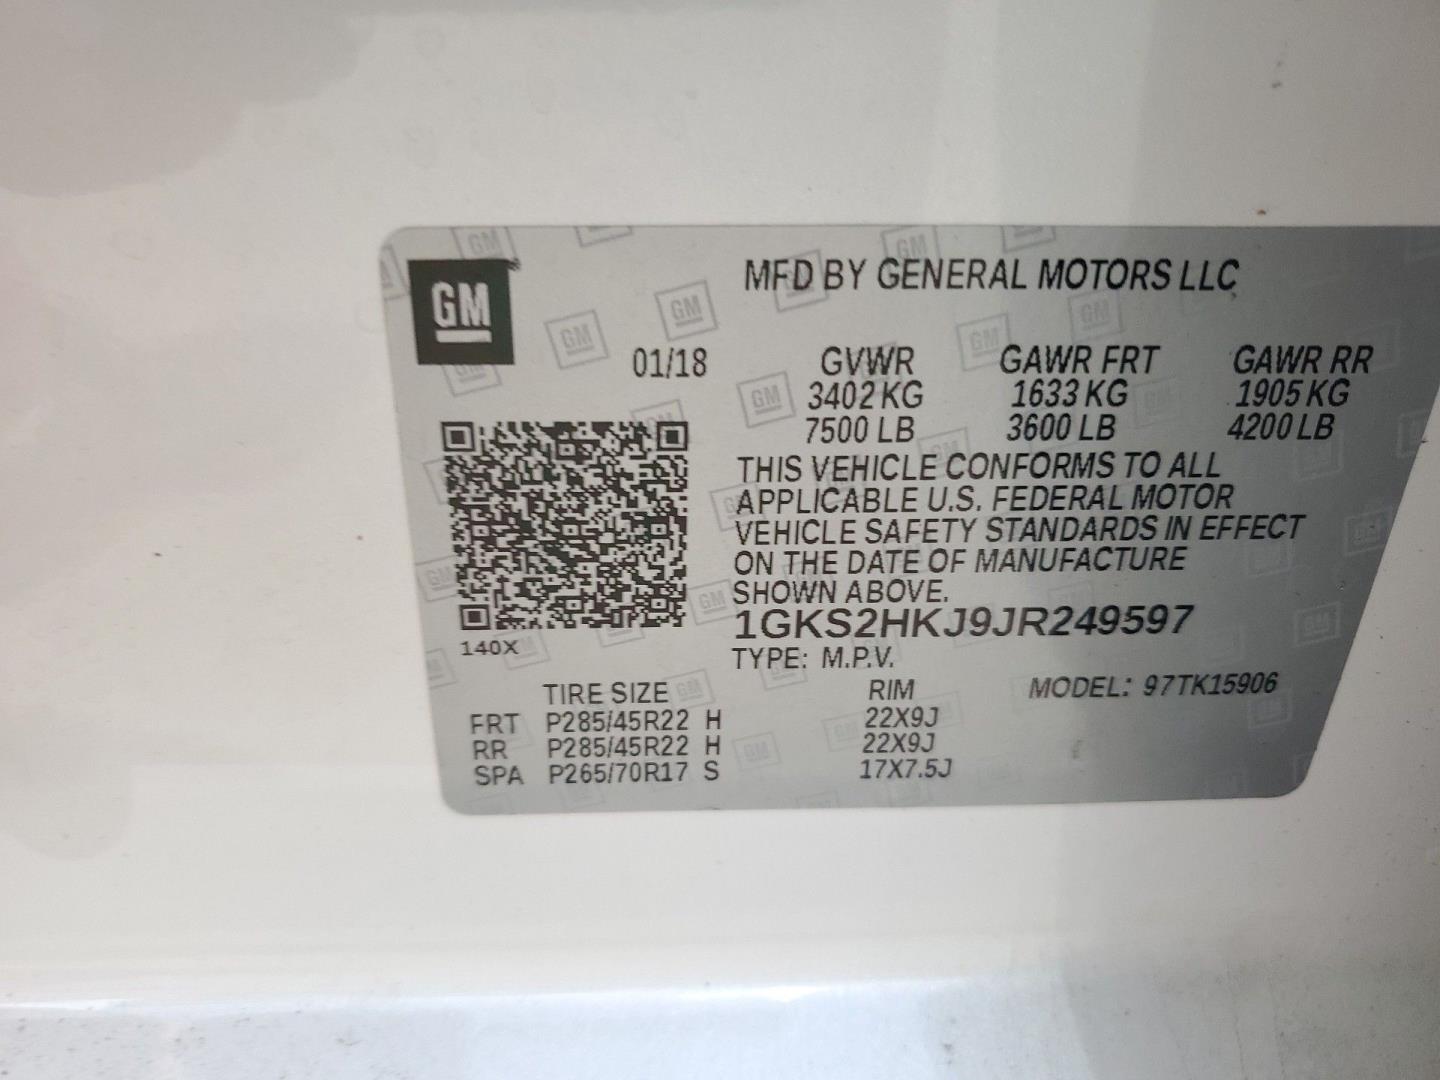 GM
MFD BY GENERAL MOTORS LLC
01/18
GVWR GAWR FRT GAWR RR
3402 KG 1633 KG 1905 KG
7500 LB 3600 LB 4200 LB
THIS VEHICLE CONFORMS TO ALL
APPLICABLE U.S. FEDERAL MOTOR
VEHICLE SAFETY STANDARDS IN EFFECT
ON THE DATE OF MANUFACTURE
SHOWN ABOVE.
1GKS2HKJ9JR249597
140X
TYPE: M.P.V.
TIRE SIZE RIM MODEL: 97TK15906
FRT P285/45R22 H 22X9J
RR P285/45R22 H 22X9J
SPA P265/70R17 S 17X7.5J